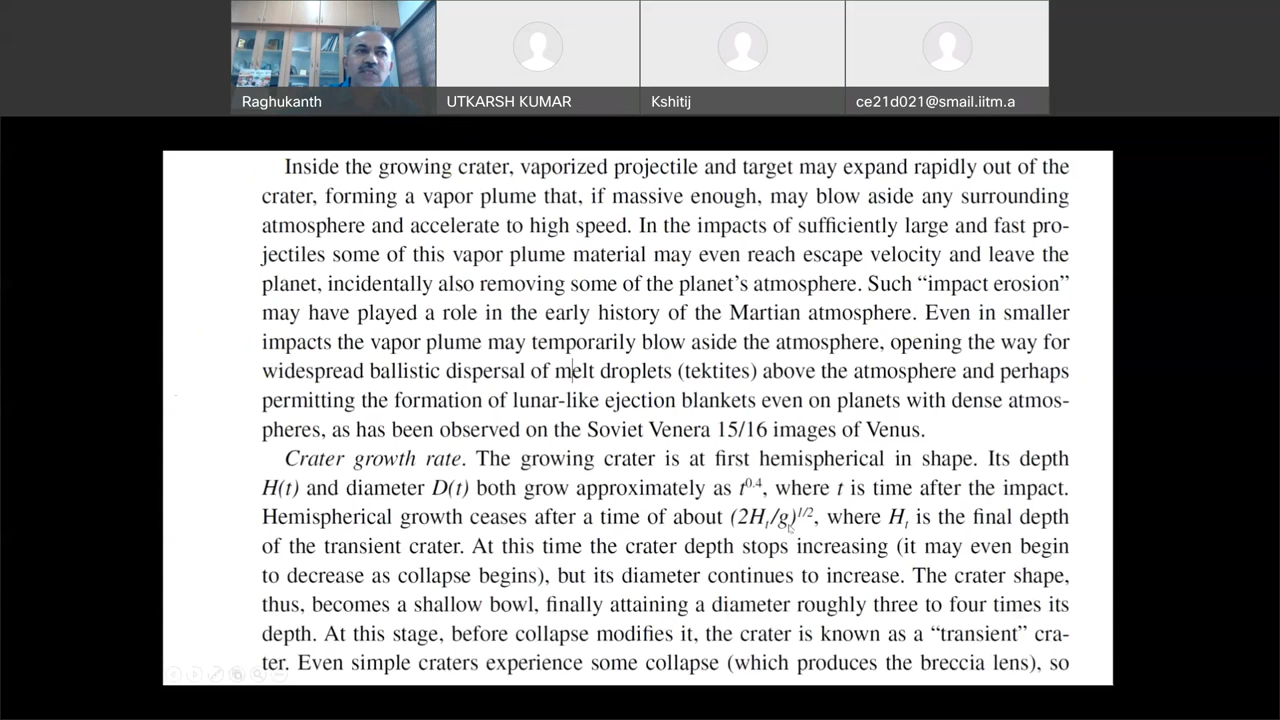 Raghukanth
UTKARSH KUMAR
Kshitij
ce21d021@smail.iitm.a
Inside the growing crater, vaporized projectile and target may expand rapidly out of the
crater, forming a vapor plume that, if massive enough, may blow aside any surrounding
atmosphere and accelerate to high speed. In the impacts of sufficiently large and fast pro-
jectiles some of this vapor plume material may even reach escape velocity and leave the
planet, incidentally also removing some of the planet's atmosphere. Such “impact erosion”
may have played a role in the early history of the Martian atmosphere. Even in smaller
impacts the vapor plume may temporarily blow aside the atmosphere, opening the way for
widespread ballistic dispersal of melt droplets (tektites) above the atmosphere and perhaps
permitting the formation of lunar-like ejection blankets even on planets with dense atmos-
pheres, as has been observed on the Soviet Venera 15/16 images of Venus.
Crater growth rate. The growing crater is at first hemispherical in shape. Its depth
H(t) and diameter D(t) both grow approximately as t^0.4, where t is time after the impact.
Hemispherical growth ceases after a time of about (2H_t/g)^1/2, where H_t is the final depth
of the transient crater. At this time the crater depth stops increasing (it may even begin
to decrease as collapse begins), but its diameter continues to increase. The crater shape,
thus, becomes a shallow bowl, finally attaining a diameter roughly three to four times its
depth. At this stage, before collapse modifies it, the crater is known as a “transient” cra-
ter. Even simple craters experience some collapse (which produces the breccia lens), so